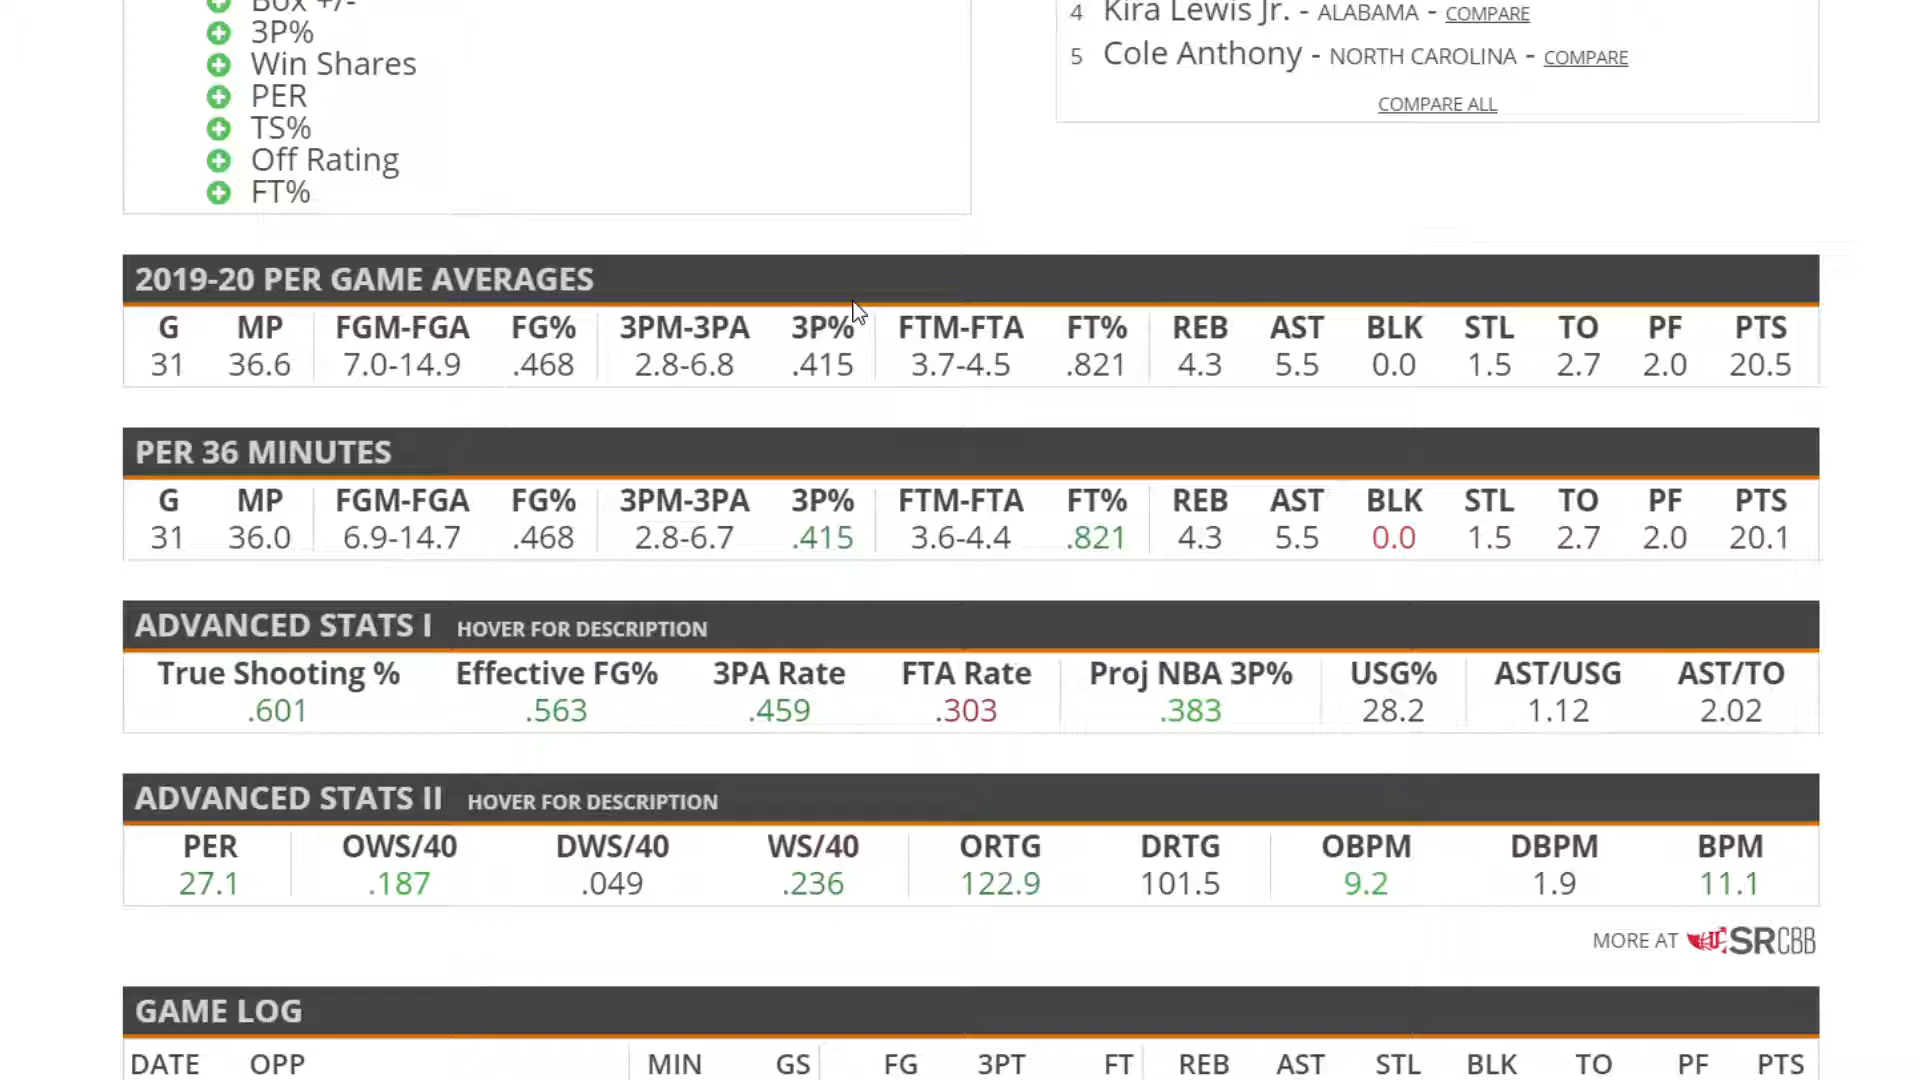 Box +/-
3P%
Win Shares
PER
TS%
Off Rating
FT%
4 Kira Lewis Jr. - ALABAMA - COMPARE
5 Cole Anthony - NORTH CAROLINA - COMPARE
COMPARE ALL
2019-20 PER GAME AVERAGES
G MP FGM-FGA FG% 3PM-3PA 3P% FTM-FTA FT% REB AST BLK STL TO PF PTS
31 36.6 7.0-14.9 .468 2.8-6.8 .415 3.7-4.5 .821 4.3 5.5 0.0 1.5 2.7 2.0 20.5
PER 36 MINUTES
G MP FGM-FGA FG% 3PM-3PA 3P% FTM-FTA FT% REB AST BLK STL TO PF PTS
31 36.0 6.9-14.7 .468 2.8-6.7 .415 3.6-4.4 .821 4.3 5.5 0.0 1.5 2.7 2.0 20.1
ADVANCED STATS I HOVER FOR DESCRIPTION
True Shooting % Effective FG% 3PA Rate FTA Rate Proj NBA 3P% USG% AST/USG AST/TO
.601 .563 .459 .303 .383 28.2 1.12 2.02
ADVANCED STATS II HOVER FOR DESCRIPTION
PER OWS/40 DWS/40 WS/40 ORTG DRTG OBPM DBPM BPM
27.1 .187 .049 .236 122.9 101.5 9.2 1.9 11.1
MORE AT SRCBB
GAME LOG
DATE OPP MIN GS FG 3PT FT REB AST STL BLK TO PF PTS